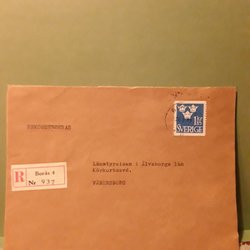 REKOMMENDERAS
SVERIGE
R
Borås 4
Nr. 937
Länsstyrelsen i Älvsborgs län
Körkortsavd.
VÄNERSBORG